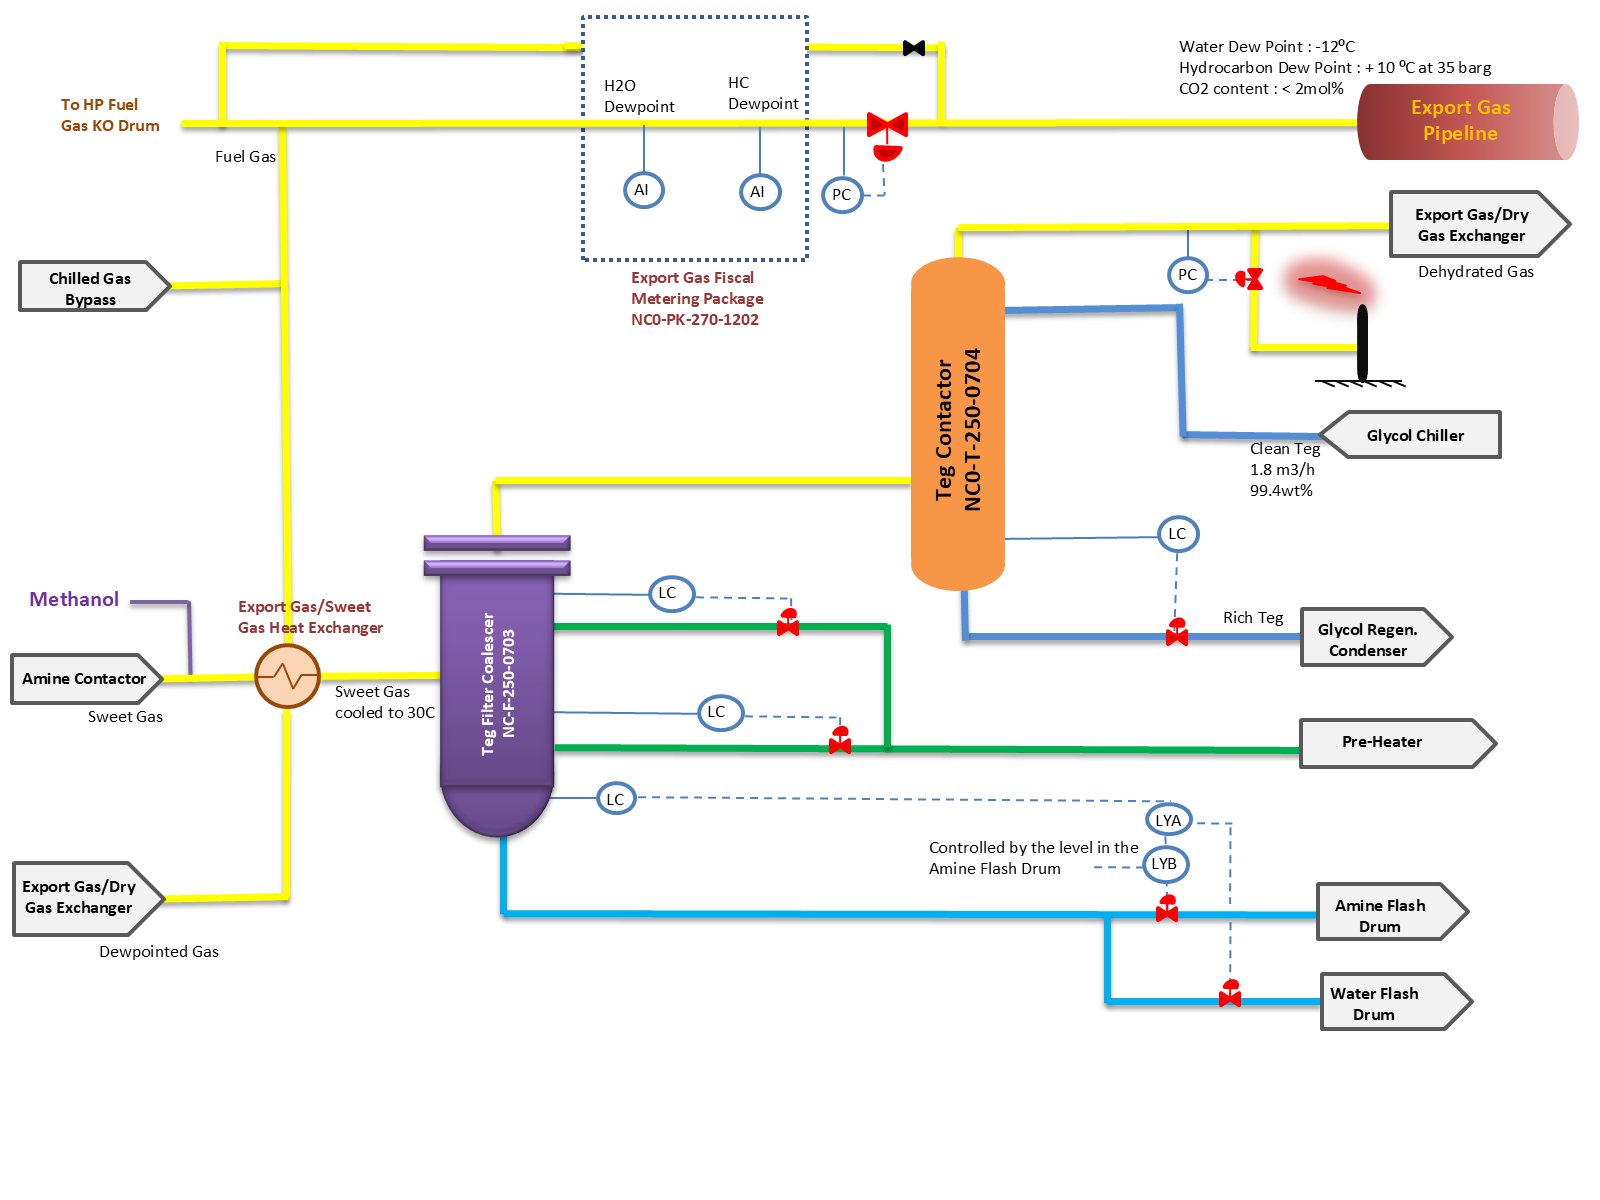 Water Dew Point : -12⁰C
Hydrocarbon Dew Point : + 10 ⁰C at 35 barg
CO2 content : < 2mol%
To HP Fuel
Gas KO Drum
H2O
Dewpoint
HC
Dewpoint
Export Gas
Pipeline
Fuel Gas
AI
AI
PC
Export Gas/Dry
Gas Exchanger
Dehydrated Gas
PC
Chilled Gas
Bypass
Export Gas Fiscal
Metering Package
NC0-PK-270-1202
Teg Contactor
NC0-T-250-0704
Glycol Chiller
Clean Teg
1.8 m3/h
99.4wt%
LC
Methanol
Export Gas/Sweet
Gas Heat Exchanger
LC
Rich Teg
Glycol Regen.
Condenser
Amine Contactor
Sweet Gas
Sweet Gas
cooled to 30C
Teg Filter Coalescer
NC-F-250-0703
LC
Pre-Heater
LC
LYA
Controlled by the level in the
Amine Flash Drum
LYB
Export Gas/Dry
Gas Exchanger
Dewpointed Gas
Amine Flash
Drum
Water Flash
Drum